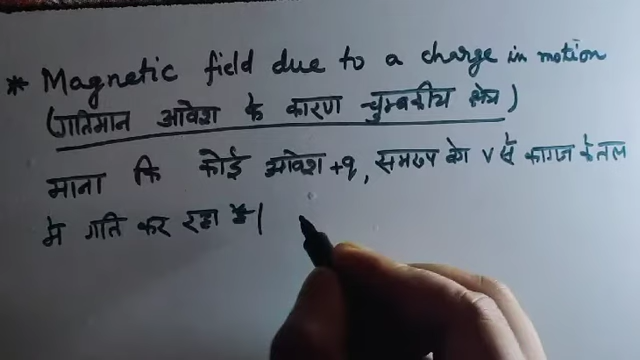 * Magnetic field due to a charge in motion
(गतिमान आवेश के कारण चुम्बकीय क्षेत्र)
माना कि कोई आवेश +q, समरूप वेग v से कागज के तल
में गति कर रहा है|